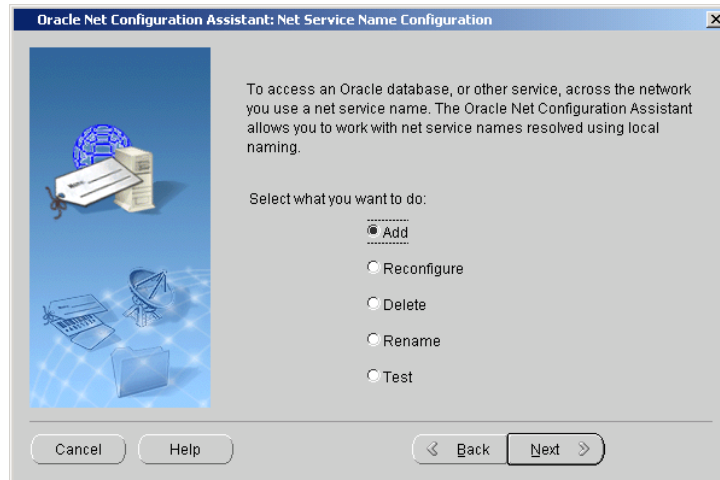 Oracle Net Configuration Assistant: Net Service Name Configuration
To access an Oracle database, or other service, across the network
you use a net service name. The Oracle Net Configuration Assistant
allows you to work with net service names resolved using local
naming.
Select what you want to do:
Add
Reconfigure
Delete
Rename
Test
Cancel
Help
Back
Next